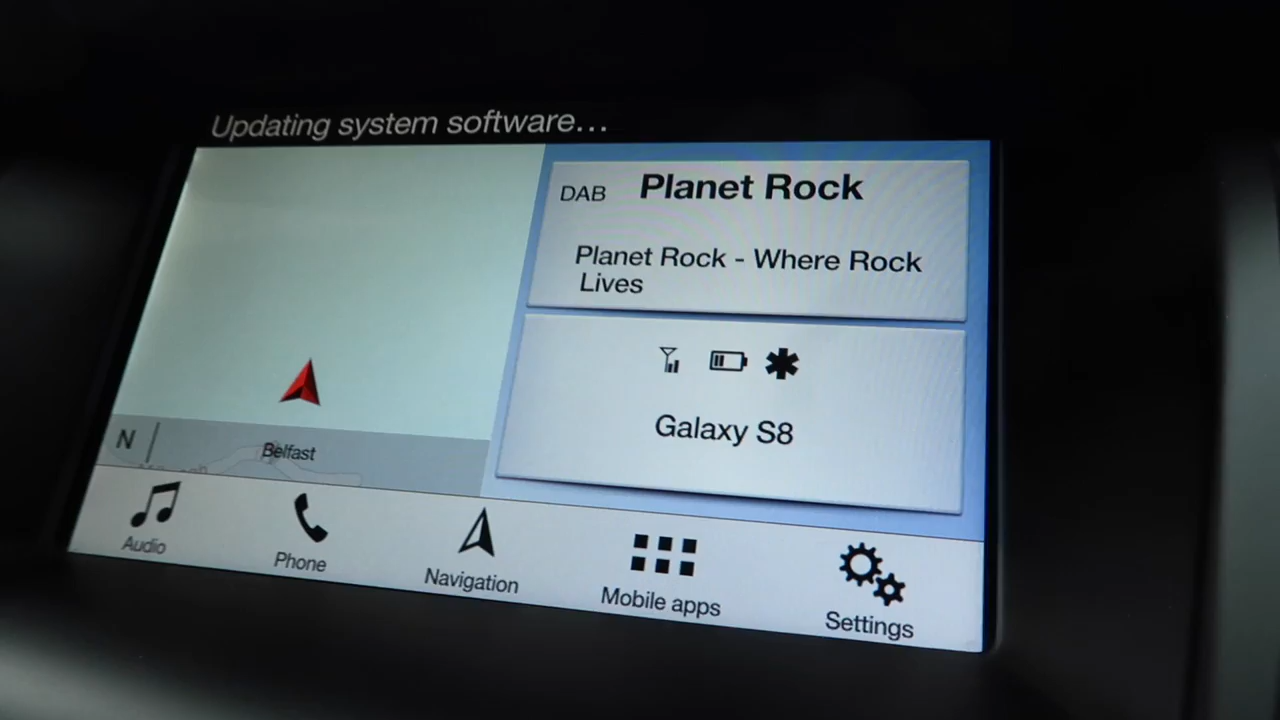 Updating system software...
DAB Planet Rock
Planet Rock - Where Rock
Lives
Galaxy S8
N
Belfast
Audio
Phone
Navigation
Mobile apps
Settings